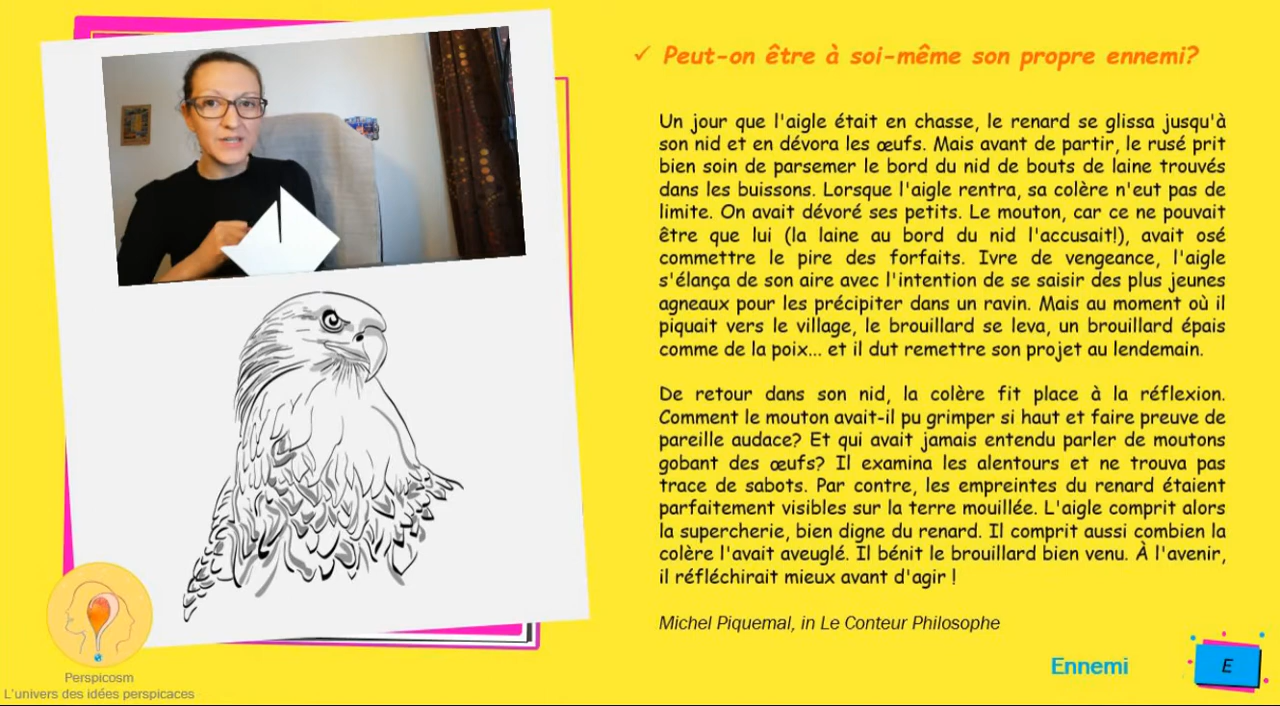 ✓ Peut-on être à soi-même son propre ennemi?
Un jour que l'aigle était en chasse, le renard se glissa jusqu'à
son nid et en dévora les œufs. Mais avant de partir, le rusé prit
bien soin de parsemer le bord du nid de bouts de laine trouvés
dans les buissons. Lorsque l'aigle rentra, sa colère n'eut pas de
limite. On avait dévoré ses petits. Le mouton, car ce ne pouvait
être que lui (la laine au bord du nid l'accusait!), avait osé
commettre le pire des forfaits. Ivre de vengeance, l'aigle
s'élança de son aire avec l'intention de se saisir des plus jeunes
agneaux pour les précipiter dans un ravin. Mais au moment où il
piquait vers le village, le brouillard se leva, un brouillard épais
comme de la poix... et il dut remettre son projet au lendemain.
De retour dans son nid, la colère fit place à la réflexion.
Comment le mouton avait-il pu grimper si haut et faire preuve de
pareille audace? Et qui avait jamais entendu parler de moutons
gobant des œufs? Il examina les alentours et ne trouva pas
trace de sabots. Par contre, les empreintes du renard étaient
parfaitement visibles sur la terre mouillée. L'aigle comprit alors
la supercherie, bien digne du renard. Il comprit aussi combien la
colère l'avait aveuglé. Il bénit le brouillard bien venu. À l'avenir,
il réfléchirait mieux avant d'agir !
Michel Piquemal, in Le Conteur Philosophe
Ennemi
E
Perspicosm
L'univers des idées perspicaces